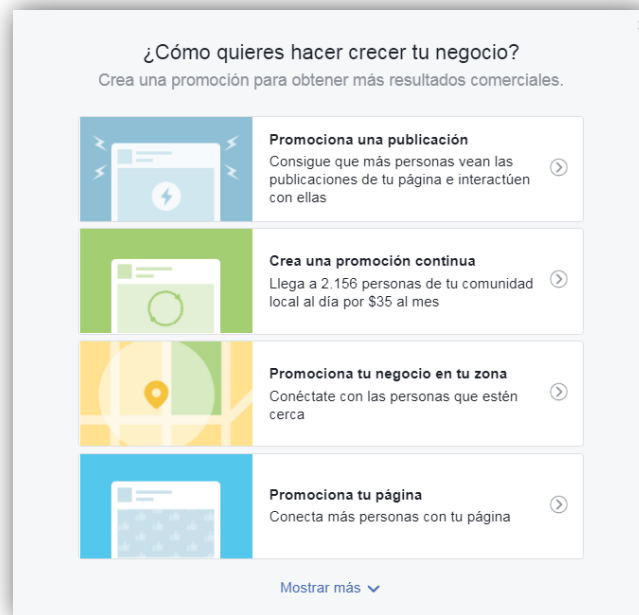 ¿Cómo quieres hacer crecer tu negocio?
Crea una promoción para obtener más resultados comerciales.
Promociona una publicación
Consigue que más personas vean las
publicaciones de tu página e interactúen
con ellas
Crea una promoción continua
Llega a 2.156 personas de tu comunidad
local al día por $35 al mes
Promociona tu negocio en tu zona
Conéctate con las personas que estén
cerca
Promociona tu página
Conecta más personas con tu página
Mostrar más